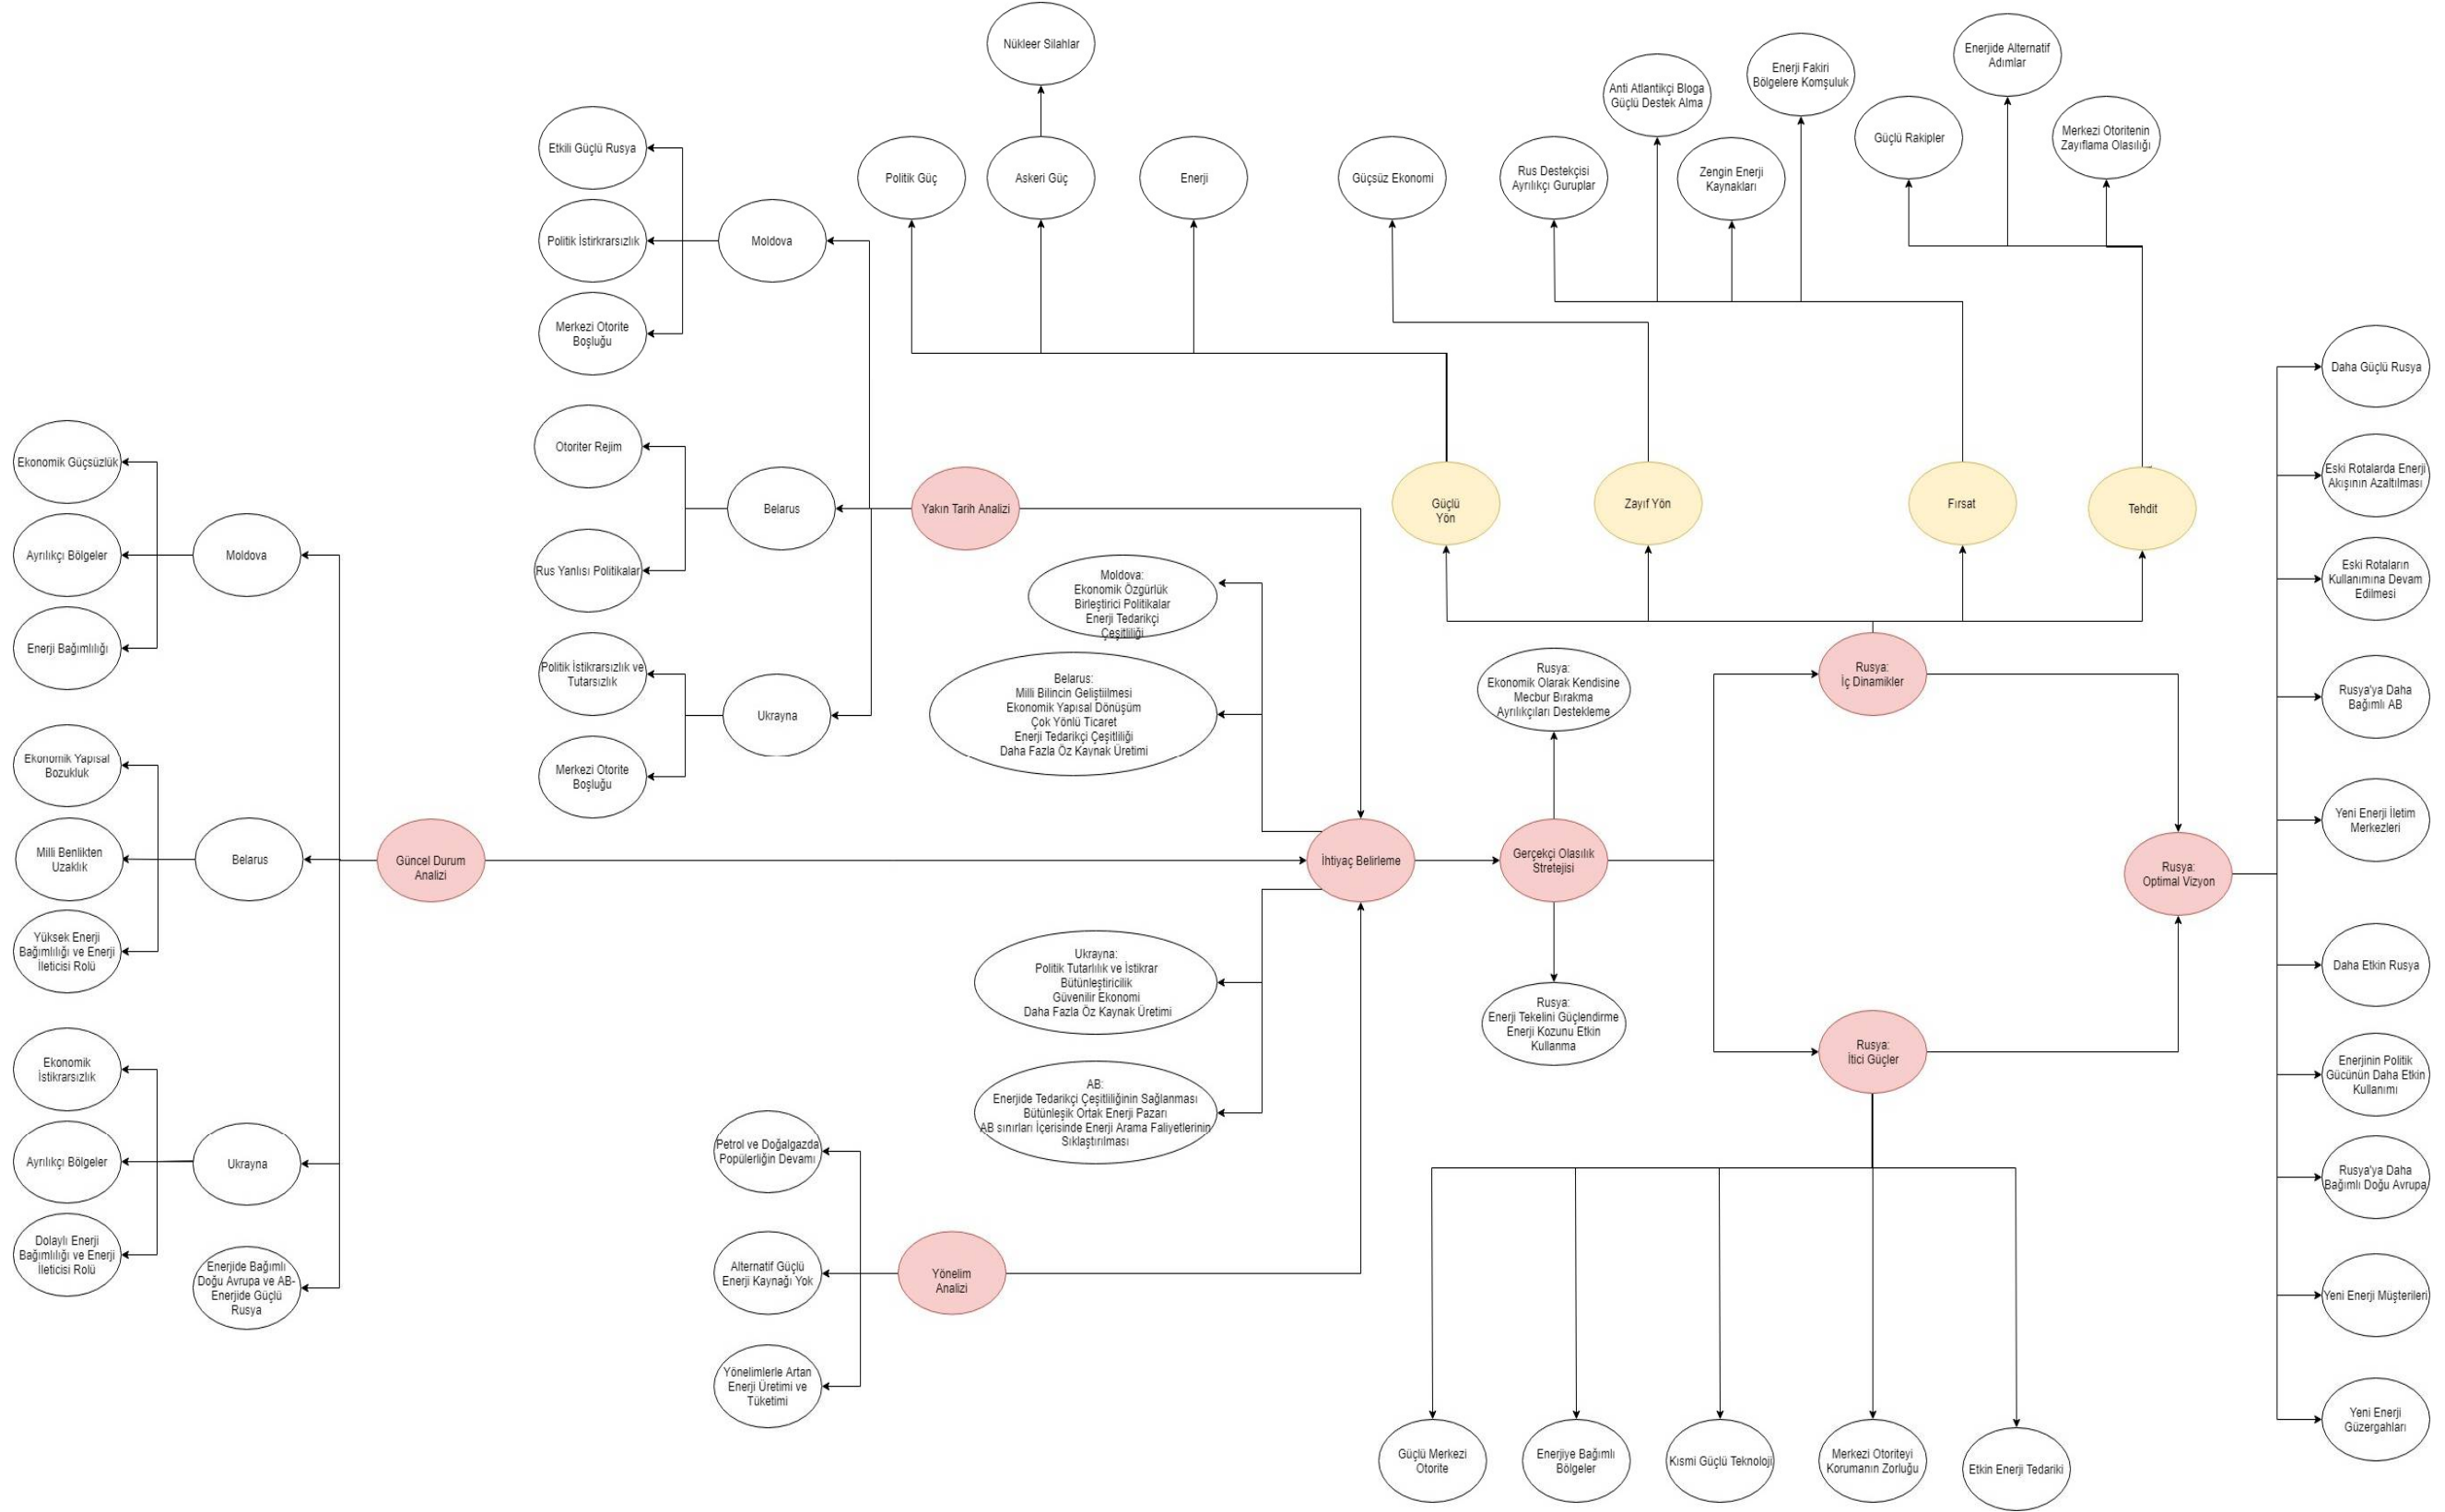 Nükleer Silahlar
Politik Güç
Askeri Güç
Enerji
Güçsüz Ekonomi
Rus Destekçisi
Ayrılıkçı Guruplar
Anti Atlantikçi Bloga
Güçlü Destek Alma
Zengin Enerji
Kaynakları
Enerji Fakiri
Bölgelere Komşuluk
Güçlü Rakipler
Enerjide Alternatif
Adımlar
Merkezi Otoritenin
Zayıflama Olasılığı
Etkili Güçlü Rusya
Politik İstirkrarsızlık
Merkezi Otorite
Boşluğu
Moldova
Otoriter Rejim
Rus Yanlısı Politikalar
Belarus
Politik İstikrarsızlık ve
Tutarsızlık
Merkezi Otorite
Boşluğu
Ukrayna
Yakın Tarih Analizi
Güçlü
Yön
Zayıf Yön
Fırsat
Tehdit
Ekonomik Güçsüzlük
Ayrılıkçı Bölgeler
Enerji Bağımlılığı
Moldova
Ekonomik Yapısal
Bozukluk
Milli Benlikten
Uzaklık
Yüksek Enerji
Bağımlılığı ve Enerji
İleticisi Rolü
Belarus
Ekonomik
İstikrarsızlık
Ayrılıkçı Bölgeler
Dolaylı Enerji
Bağımlılığı ve Enerji
İleticisi Rolü
Ukrayna
Enerjide Bağımlı
Doğu Avrupa ve AB-
Enerjide Güçlü
Rusya
Güncel Durum
Analizi
Moldova:
Ekonomik Özgürlük
Birleştirici Politikalar
Enerji Tedarikçi
Çeşitliliği
Belarus:
Milli Bilincin Geliştiilmesi
Ekonomik Yapısal Dönüşüm
Çok Yönlü Ticaret
Enerji Tedarikçi Çeşitliliği
Daha Fazla Öz Kaynak Üretimi
İhtiyaç Belirleme
Ukrayna:
Politik Tutarlılık ve İstikrar
Bütünleştiricilik
Güvenilir Ekonomi
Daha Fazla Öz Kaynak Üretimi
AB:
Enerjide Tedarikçi Çeşitliliğinin Sağlanması
Bütünleşik Ortak Enerji Pazarı
AB sınırları İçerisinde Enerji Arama Faliyetlerinin
Sıklaştırılması
Petrol ve Doğalgazda
Popülerliğin Devamı
Alternatif Güçlü
Enerji Kaynağı Yok
Yönelimlerle Artan
Enerji Üretimi ve
Tüketimi
Yönelim
Analizi
Rusya:
Ekonomik Olarak Kendisine
Mecbur Bırakma
Ayrılıkçıları Destekleme
Gerçekçi Olasılık
Stretejisi
Rusya:
Enerji Tekelini Güçlendirme
Enerji Kozunu Etkin
Kullanma
Rusya:
İç Dinamikler
Rusya:
İtici Güçler
Güçlü Merkezi
Otorite
Enerjiye Bağımlı
Bölgeler
Kısmi Güçlü Teknoloji
Merkezi Otoriteyi
Korumanın Zorluğu
Etkin Enerji Tedariki
Rusya:
Optimal Vizyon
Daha Güçlü Rusya
Eski Rotalarda Enerji
Akışının Azaltılması
Eski Rotaların
Kullanımına Devam
Edilmesi
Rusya'ya Daha
Bağımlı AB
Yeni Enerji İletim
Merkezleri
Daha Etkin Rusya
Enerjinin Politik
Gücünün Daha Etkin
Kullanımı
Rusya'ya Daha
Bağımlı Doğu Avrupa
Yeni Enerji Müşterileri
Yeni Enerji
Güzergahları